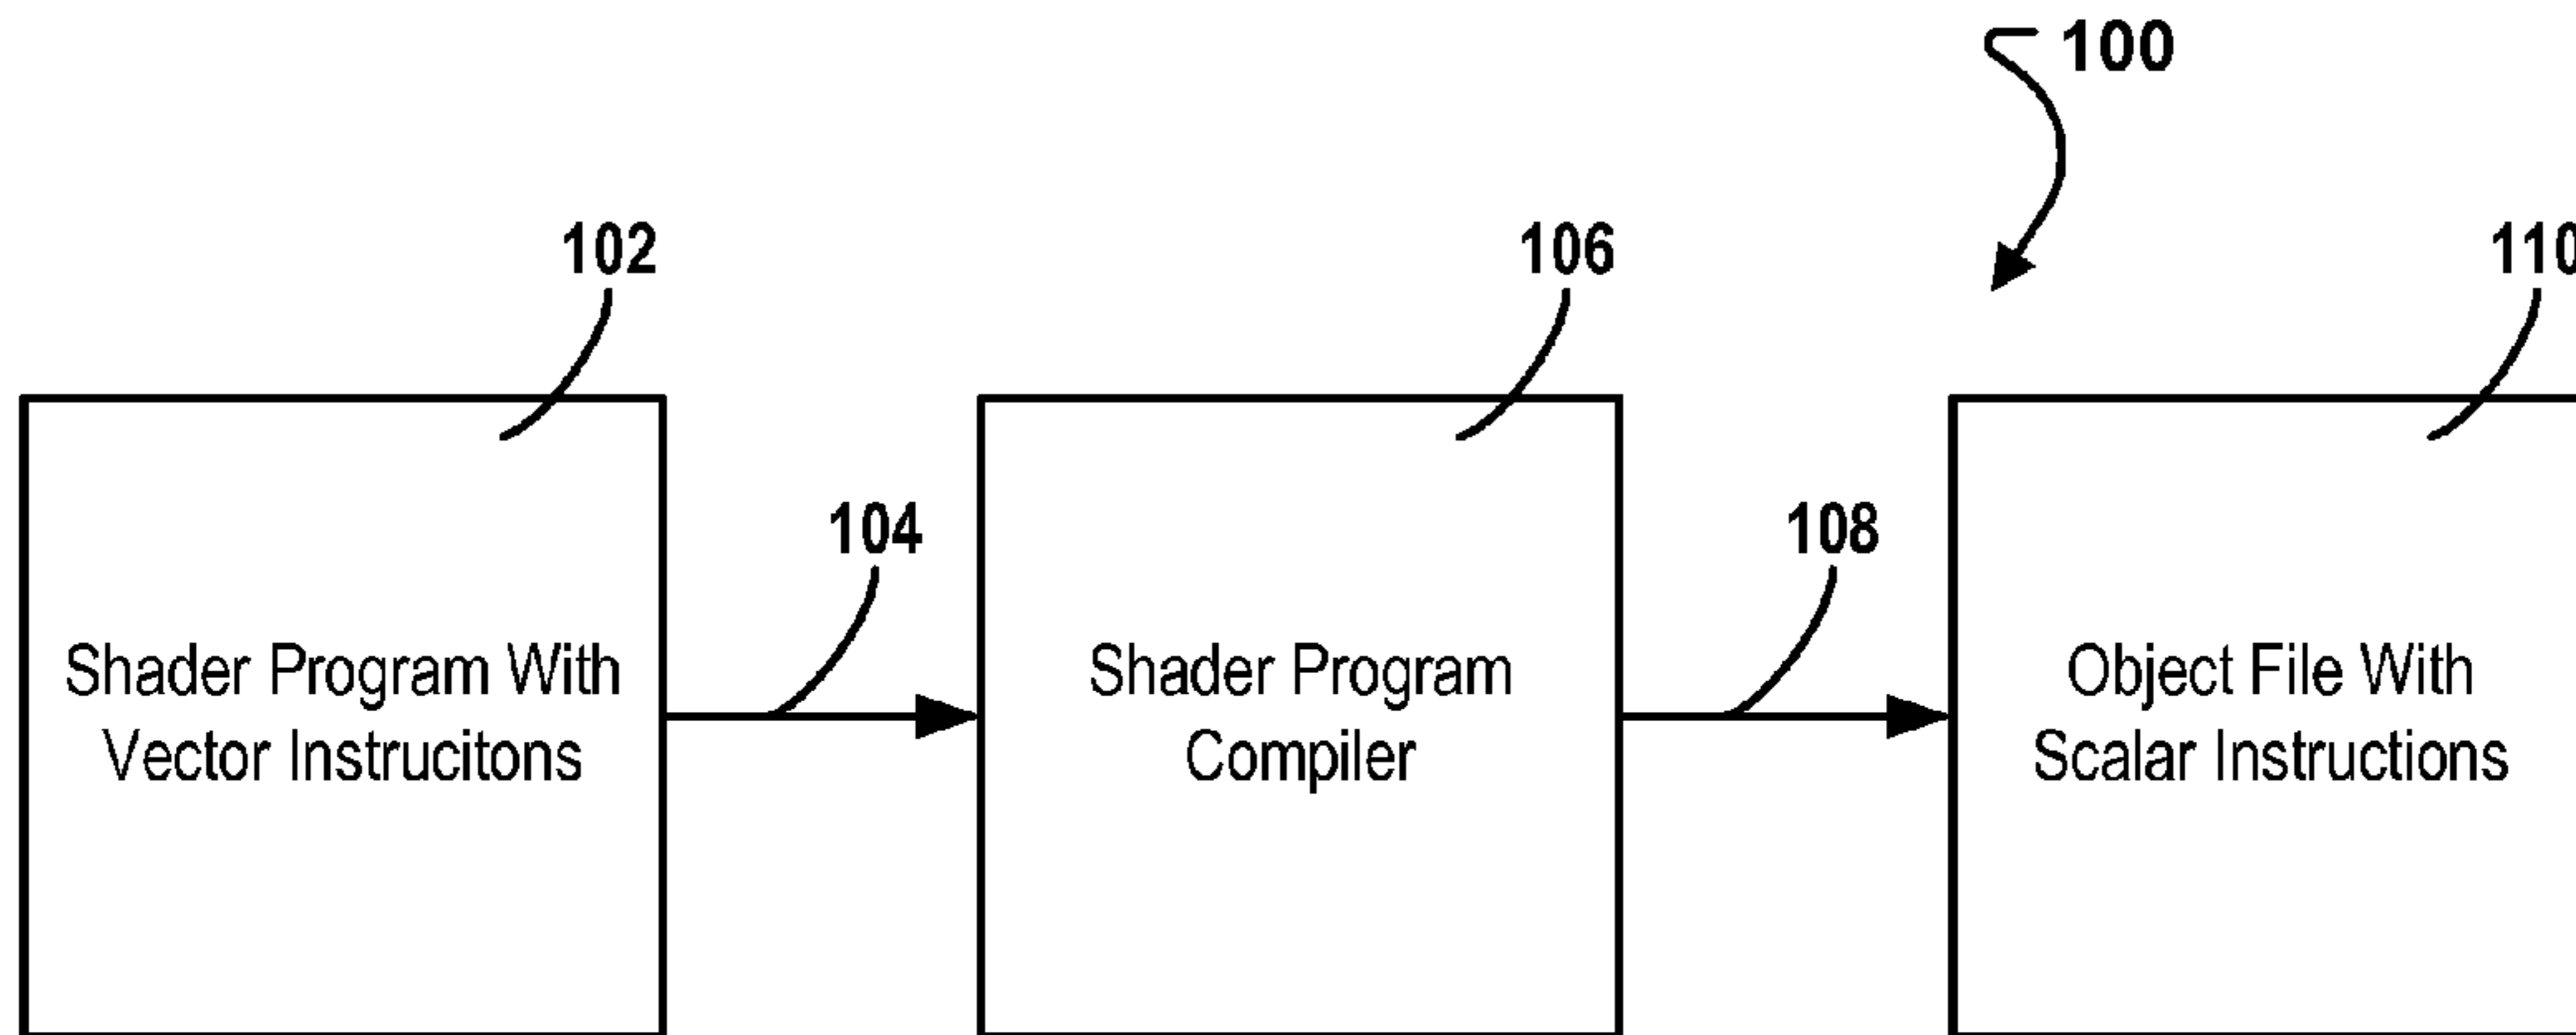 100
102
106
110
104
108
Shader Program With
Vector Instrucitons
Shader Program
Compiler
Object File With
Scalar Instructions